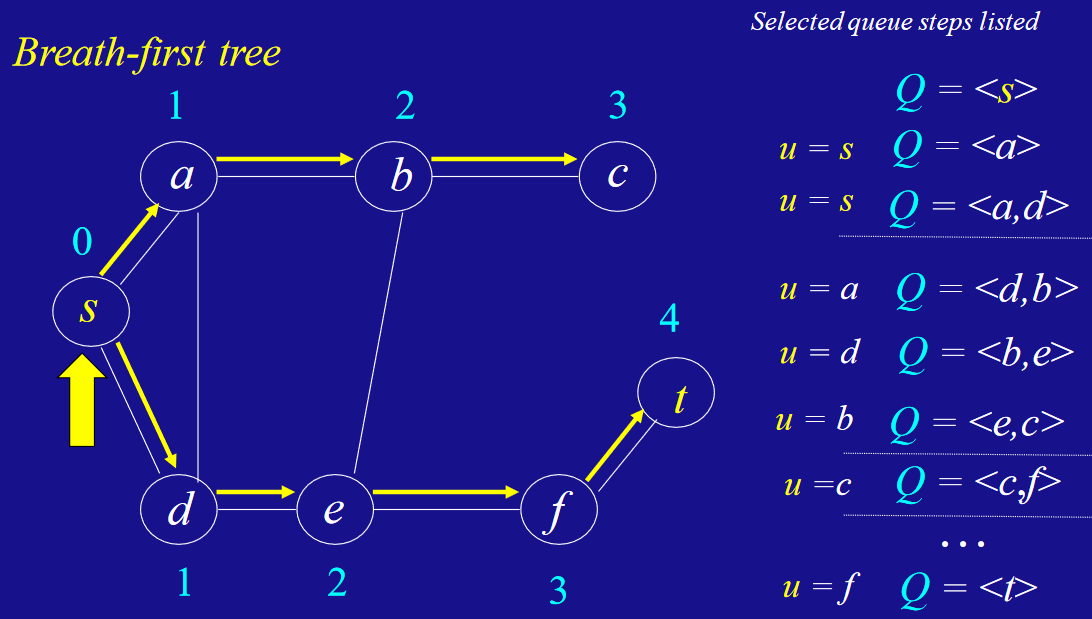 Selected queue steps listed
Breath-first tree
1
2
3
Q = <s>
a
b
c
u = s Q = <a>
u = s Q = <a,d>
0
s
u = a Q = <d,b>
4
t
u = d Q = <b,e>
u = b Q = <e,c>
d
e
f
u =c Q = <c,f>
...
1
2
3
u = f Q = <t>